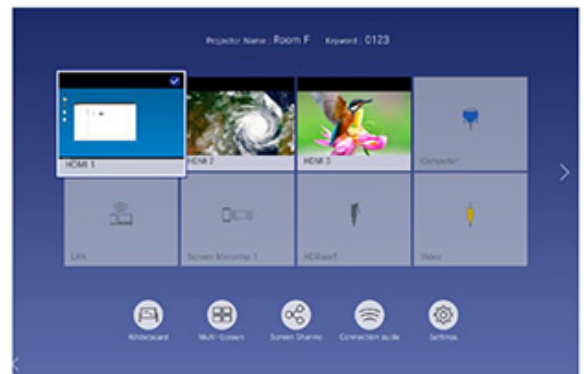 Projector Name : Room F Keyword : 0123
HDMI 1
HDMI 2
HDMI 3
Computer
LAN
Screen Mirroring 1
HDBaseT
Video
Whiteboard
Multi-Screen
Screen Sharing
Connection Guide
Settings